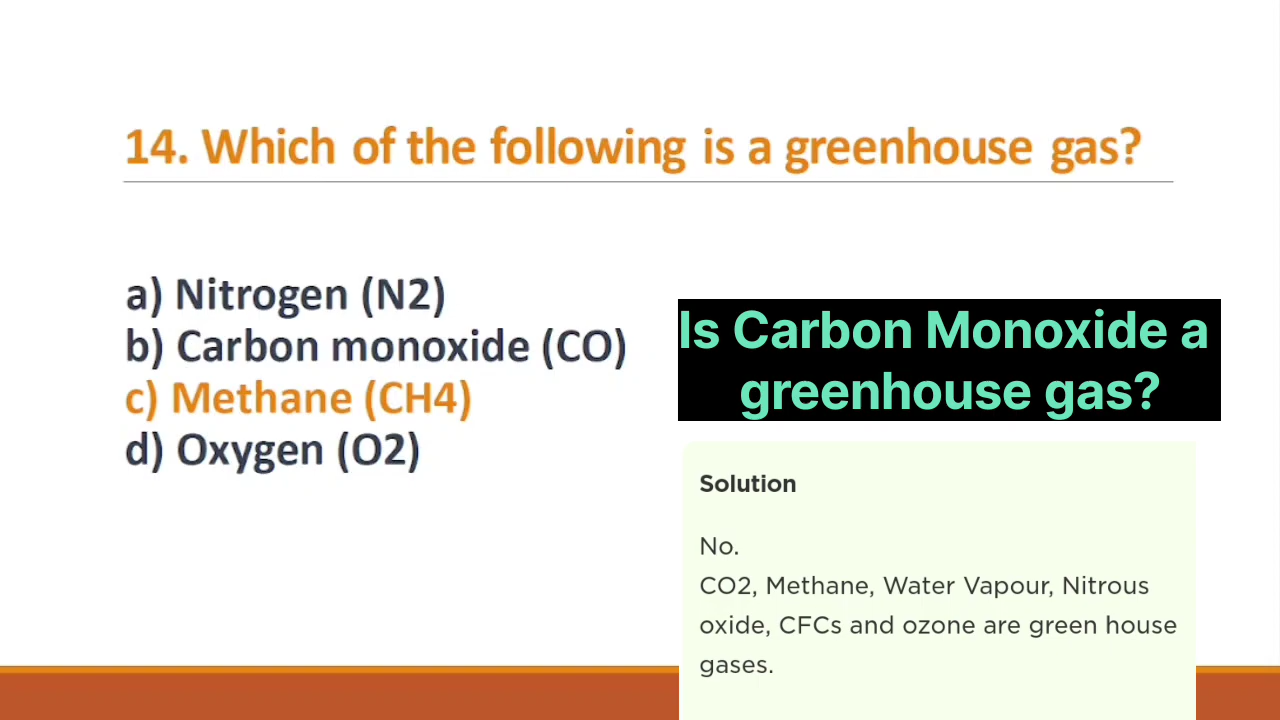 14. Which of the following is a greenhouse gas?
a) Nitrogen (N2)
b) Carbon monoxide (CO)
c) Methane (CH4)
d) Oxygen (O2)
Is Carbon Monoxide a
greenhouse gas?
Solution
No.
CO2, Methane, Water Vapour, Nitrous
oxide, CFCs and ozone are green house
gases.